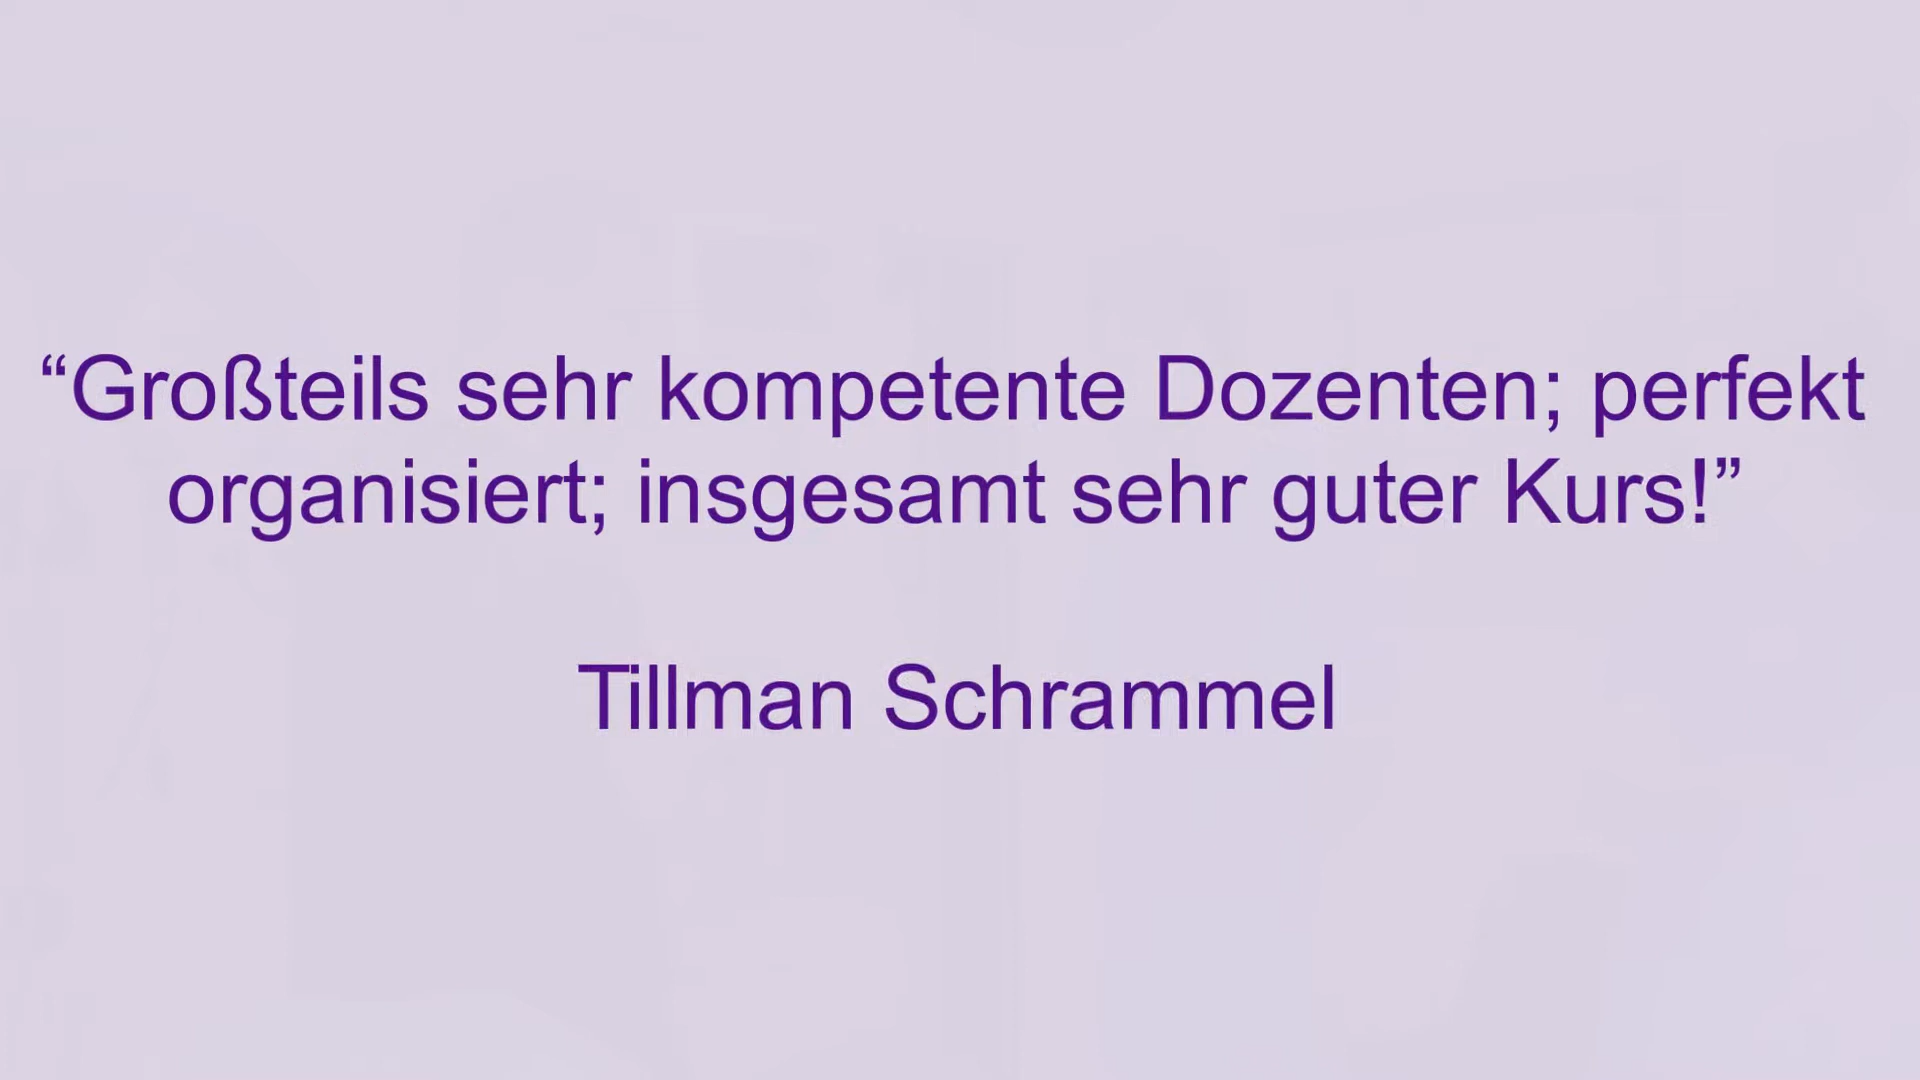 “Großteils sehr kompetente Dozenten; perfekt
organisiert; insgesamt sehr guter Kurs!”
Tillman Schrammel